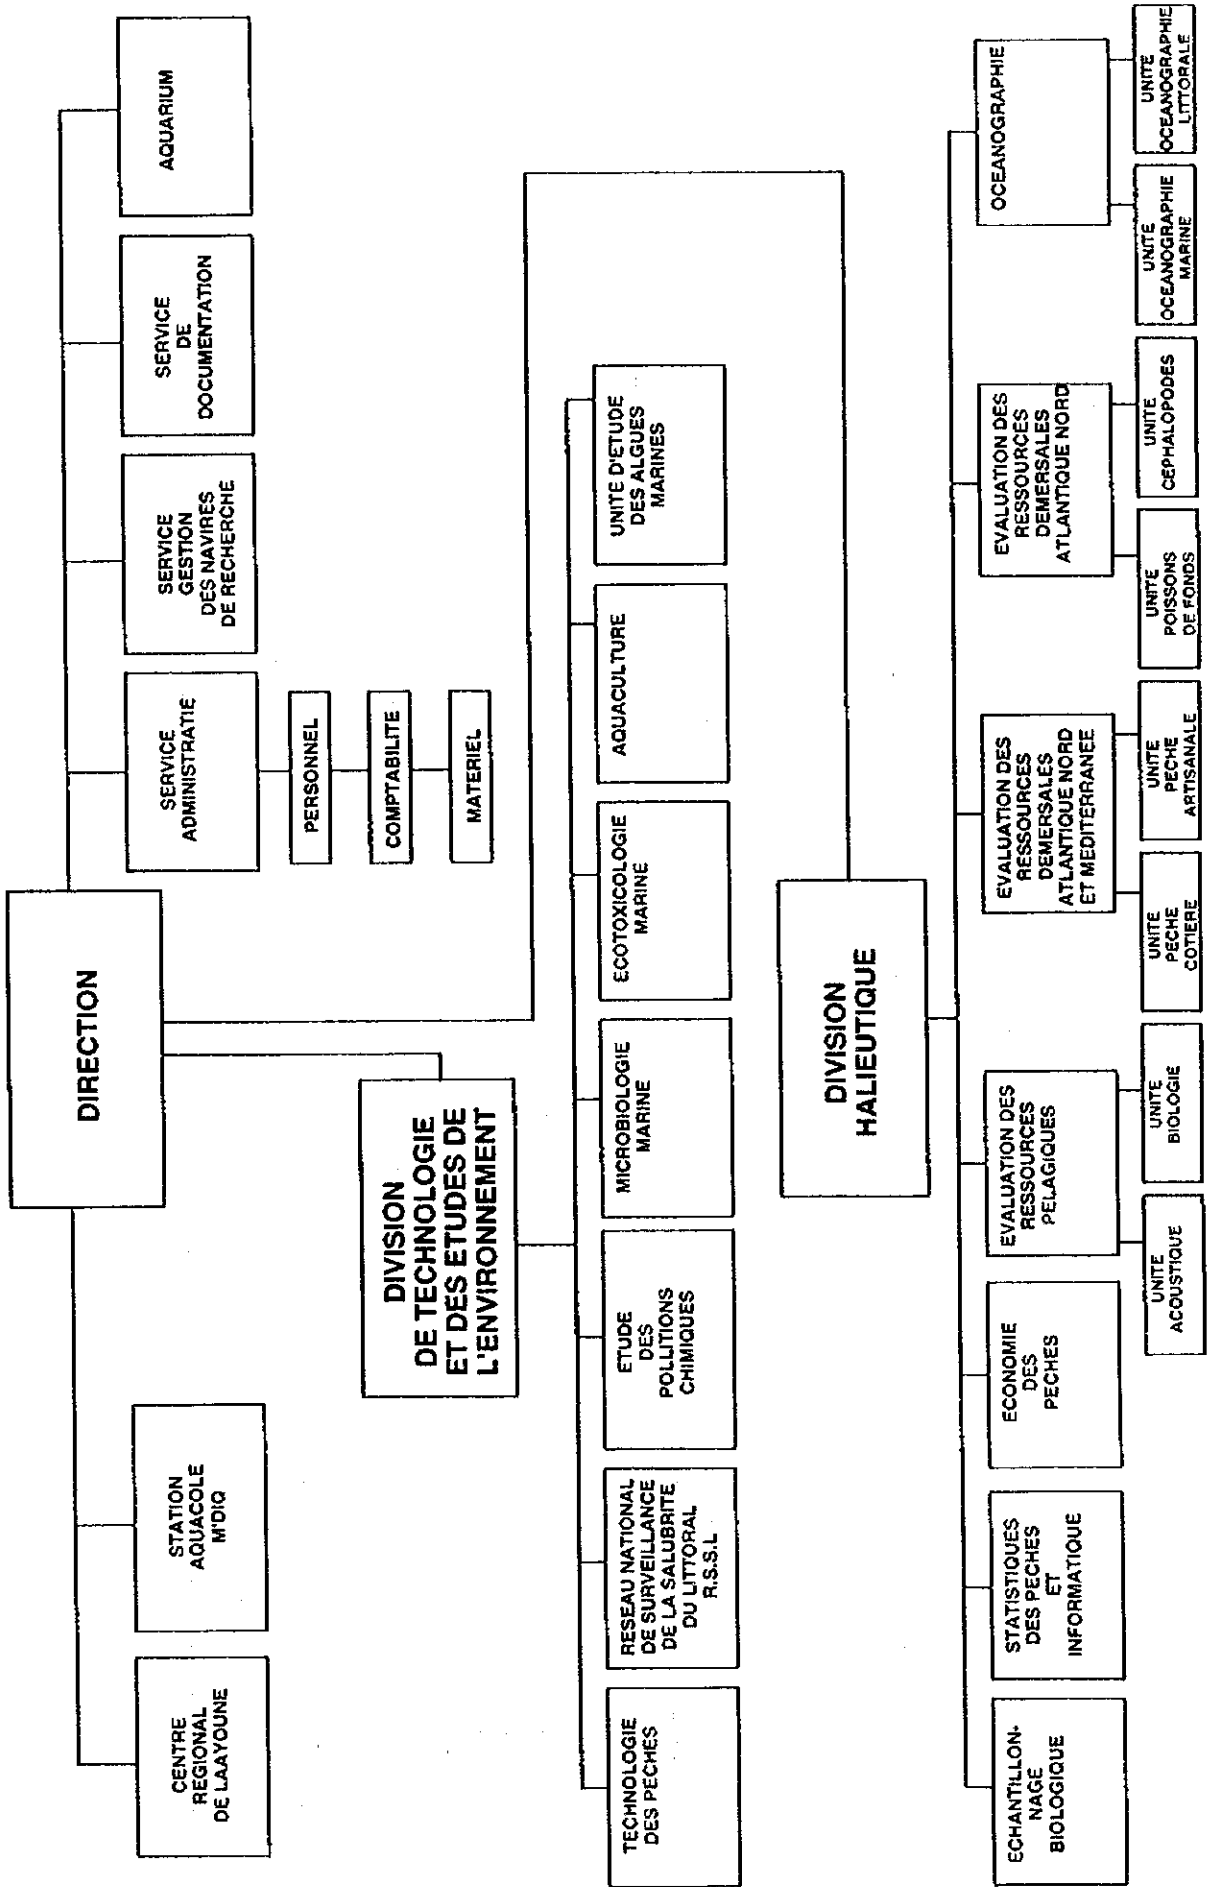 DIRECTION
CENTRE
REGIONAL
DE LAAYOUNE
STATION
AQUACOLE
M'DIQ
SERVICE
ADMINISTRATIE
SERVICE
GESTION
DES NAVIRES
DE RECHERCHE
SERVICE
DE
DOCUMENTATION
AQUARIUM
PERSONNEL
COMPTABILITE
MATERIEL
DIVISION
DE TECHNOLOGIE
ET DES ETUDES DE
L'ENVIRONNEMENT
TECHNOLOGIE
DES PECHES
RESEAU NATIONAL
DE SURVEILLANCE
DE LA SALUBRITE
DU LITTORAL
R.S.S.L
ETUDE
DES
POLLITIONS
CHIMIQUES
MICROBIOLOGIE
MARINE
ECOTOXICOLOGIE
MARINE
AQUACULTURE
UNITE D'ETUDE
DES ALGUES
MARINES
DIVISION
HALIEUTIQUE
ECHANTILLON-
NAGE
BIOLOGIQUE
STATISTIQUES
DES PECHES
ET
INFORMATIQUE
ECONOMIE
DES
PECHES
EVALUATION DES
RESSOURCES
PELAGIQUES
EVALUATION DES
RESSOURCES
DEMERSALES
ATLANTIQUE NORD
ET MEDITERRANEE
EVALUATION DES
RESSOURCES
DEMERSALES
ATLANTIQUE NORD
OCEANOGRAPHIE
UNITE
ACOUSTIQUE
UNITE
BIOLOGIE
UNITE
PECHE
COTIERE
UNITE
PECHE
ARTISANALE
UNITE
POISSONS
DE FONDS
UNITE
CEPHALOPODES
UNITE
OCEANOGRAPHIE
MARINE
UNITE
OCEANOGRAPHIE
LITTORALE